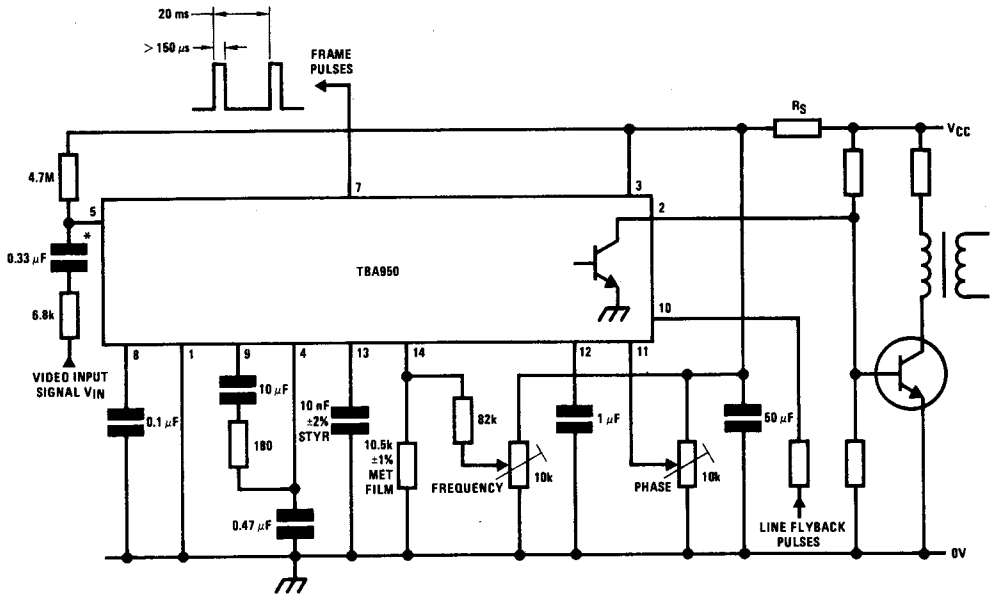 20 ms
> 150 µs
FRAME
PULSES
RS
VCC
4.7M
7
3
5
2
*
0.33 µF
TBA950
6.8k
10
8
1
9
4
13
14
12
11
VIDEO INPUT
SIGNAL VIN
10 µF
0.1 µF
180
10 nF
±2%
STYR
82k
1 µF
50 µF
10.5k
±1%
MET
FILM
FREQUENCY
10k
PHASE
10k
0.47 µF
LINE FLYBACK
PULSES
0V